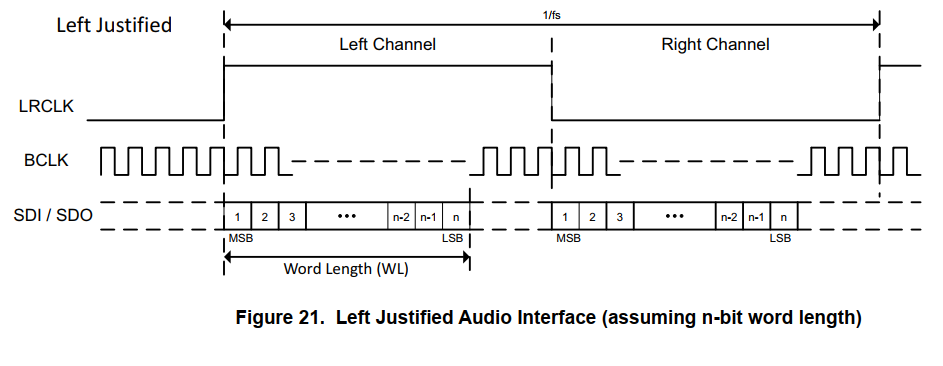 Left Justified
1/fs
Left Channel
Right Channel
LRCLK
BCLK
SDI / SDO
1 2 3 ••• n-2 n-1 n
1 2 3 ••• n-2 n-1 n
MSB LSB MSB LSB
Word Length (WL)
Figure 21. Left Justified Audio Interface (assuming n-bit word length)